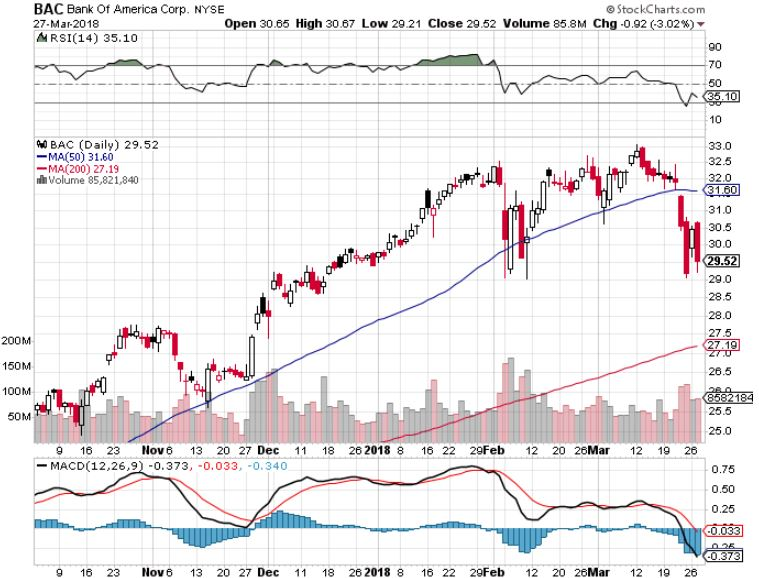 BAC Bank Of America Corp. NYSE © StockCharts.com
27-Mar-2018 Open 30.65 High 30.67 Low 29.21 Close 29.52 Volume 85.8M Chg -0.92 (-3.02%)
RSI(14) 35.10
90
70
50
35.10
30
10
BAC (Daily) 29.52
MA(50) 31.60
MA(200) 27.19
Volume 85,821,840
33.0
32.5
32.0
31.60
31.0
30.5
30.0
29.52
29.0
28.5
28.0
27.5
27.19
27.0
26.5
26.0
25.5
25.0
200M
150M
100M
50M
8582184
9 16 23 Nov 6 13 20 27 Dec 11 18 26 2018 8 16 22 29 Feb 12 20 26 Mar 12 19 26
MACD(12,26,9) -0.373, -0.033, -0.340
0.75
0.50
0.25
-0.033
-0.373
9 16 23 Nov 6 13 20 27 Dec 11 18 26 2018 8 16 22 29 Feb 12 20 26 Mar 12 19 26